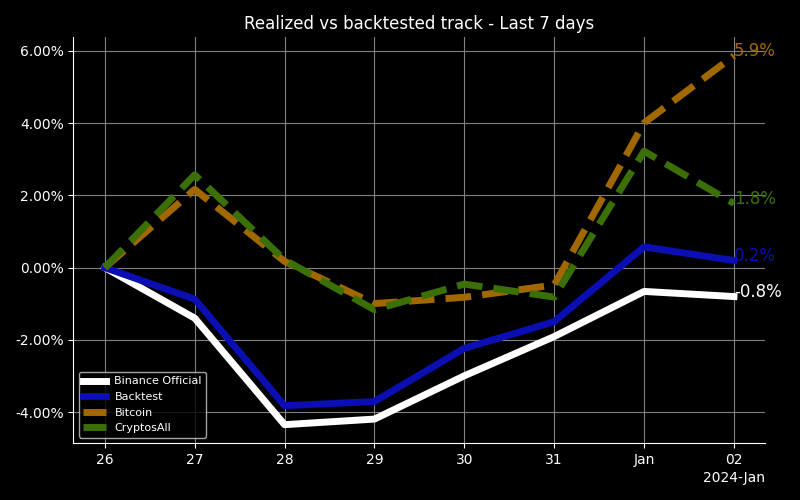 Realized vs backtested track - Last 7 days
6.00%
4.00%
2.00%
0.00%
-2.00%
-4.00%
5.9%
1.8%
0.2%
-0.8%
Binance Official
Backtest
Bitcoin
CryptosAll
26 27 28 29 30 31 Jan 02
2024-Jan